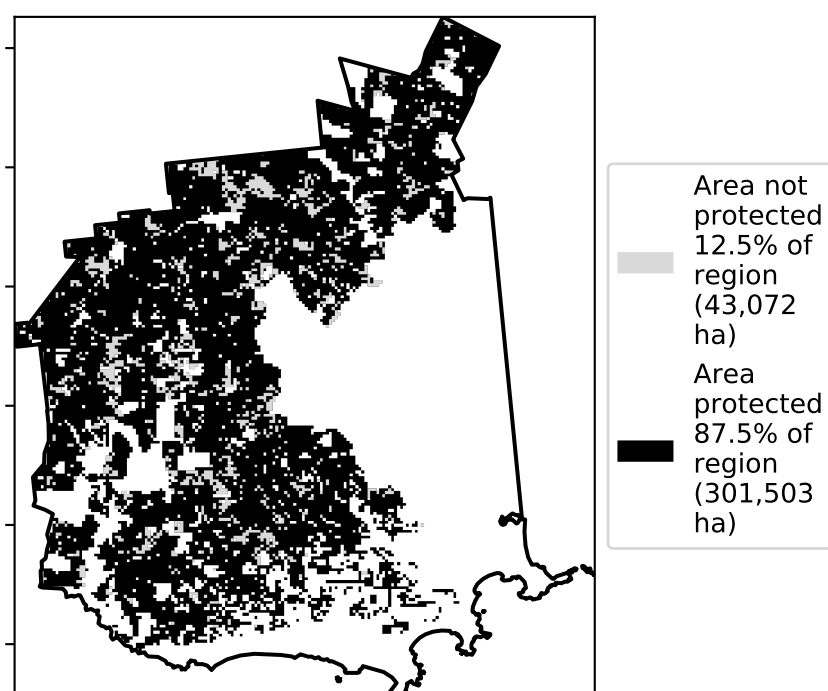 Area not
protected
12.5% of
region
(43,072
ha)
Area
protected
87.5% of
region
(301,503
ha)